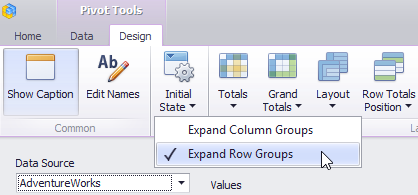 Pivot Tools
Home
Data
Design
Show Caption
Edit Names
Initial
State
Totals
Grand
Totals
Layout
Row Totals
Position
Common
Expand Column Groups
Expand Row Groups
Data Source
AdventureWorks
Values